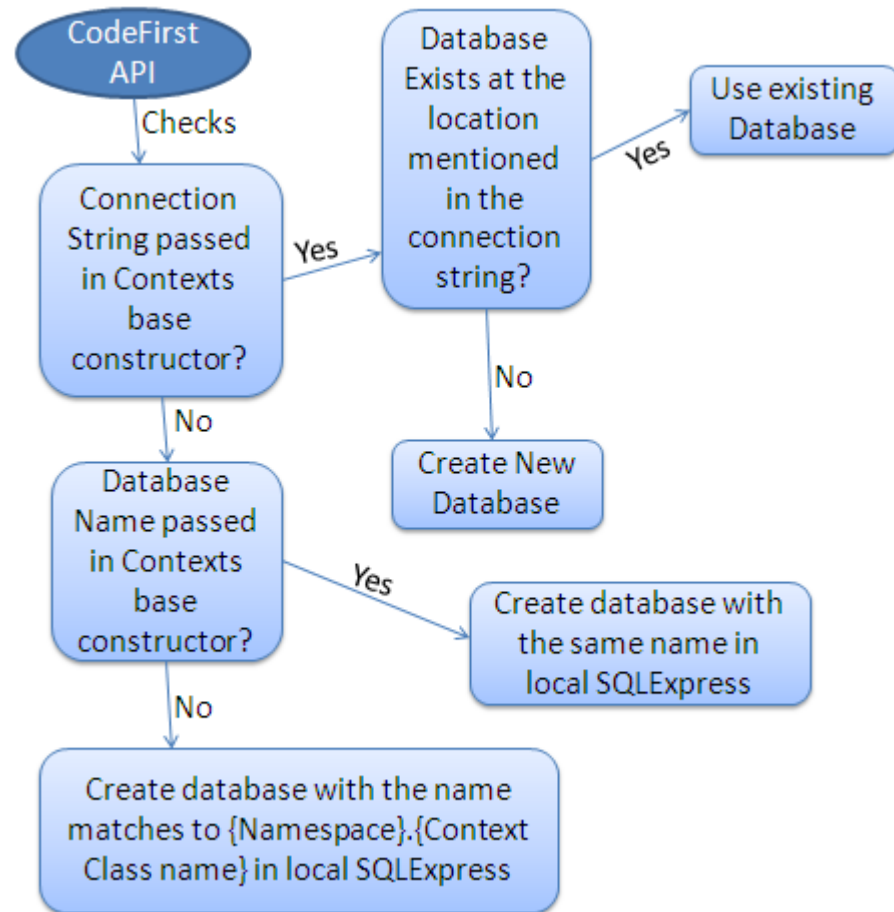 CodeFirst
API
Checks
Connection
String passed
in Contexts
base
constructor?
Yes
Database
Exists at the
location
mentioned
in the
connection
string?
Yes
Use existing
Database
No
Create New
Database
No
Database
Name passed
in Contexts
base
constructor?
Yes
Create database with
the same name in
local SQLExpress
No
Create database with the name
matches to {Namespace}.{Context
Class name} in local SQLExpress